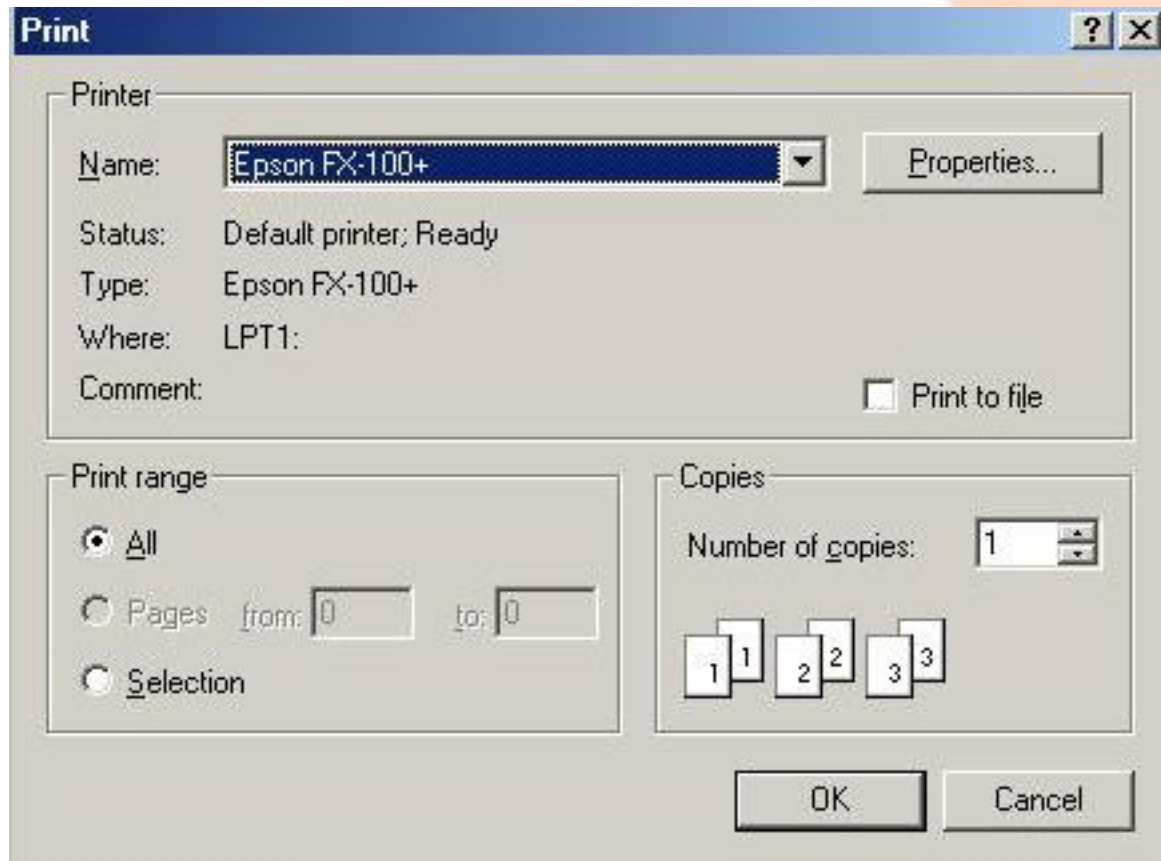 Print
Printer
Name: Epson FX-100+ Properties...
Status: Default printer; Ready
Type: Epson FX-100+
Where: LPT1:
Comment: Print to file
Print range
All
Pages from: 0 to: 0
Selection
Copies
Number of copies: 1
1 1 2 2 3 3
OK Cancel